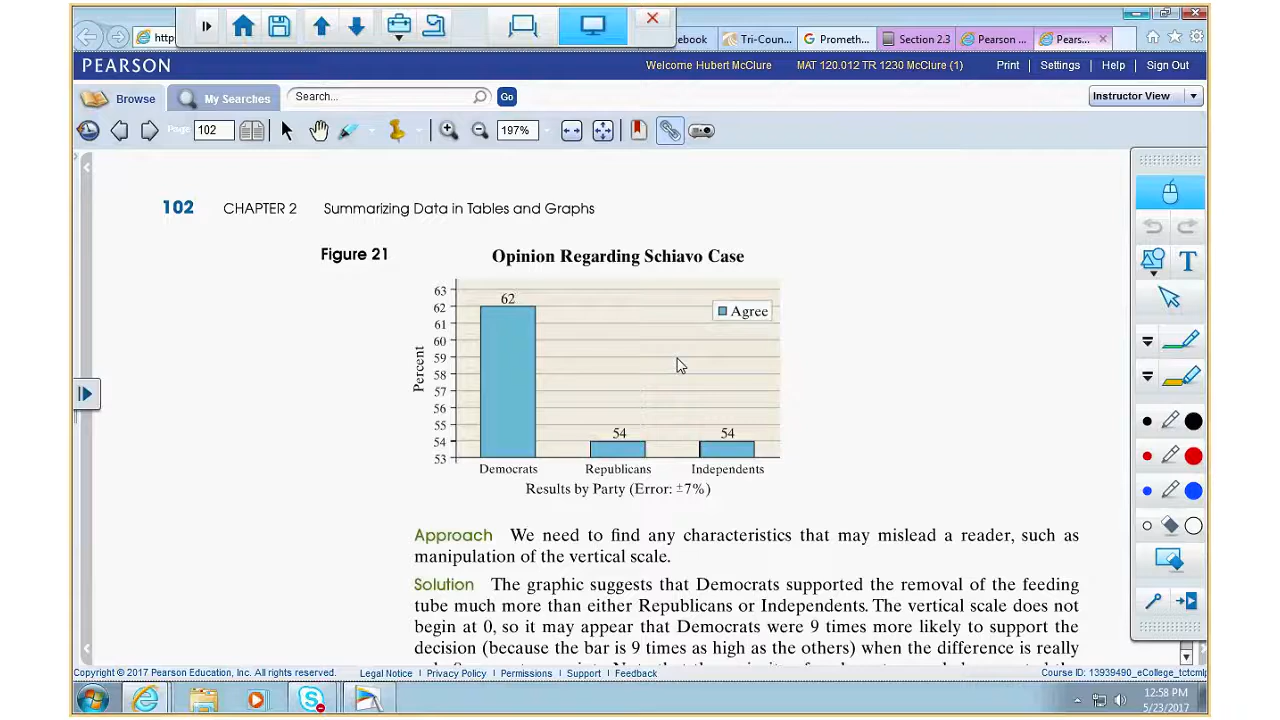 http
ebook
Tri-Coun...
Prometh...
Section 2.3
Pearson ...
Pears...
PEARSON
Welcome Hubert McClure
MAT 120.012 TR 1230 McClure (1)
Print
Settings
Help
Sign Out
Browse
My Searches
Search...
Go
Instructor View
Page
102
197%
102 CHAPTER 2 Summarizing Data in Tables and Graphs
Figure 21
Opinion Regarding Schiavo Case
63
62
61
60
59
58
57
56
55
54
53
Percent
62
54
54
Agree
Democrats Republicans Independents
Results by Party (Error: ±7%)
Approach We need to find any characteristics that may mislead a reader, such as
manipulation of the vertical scale.
Solution The graphic suggests that Democrats supported the removal of the feeding
tube much more than either Republicans or Independents. The vertical scale does not
begin at 0, so it may appear that Democrats were 9 times more likely to support the
decision (because the bar is 9 times as high as the others) when the difference is really
T
Copyright © 2017 Pearson Education, Inc. All rights reserved.
Legal Notice | Privacy Policy | Permissions | Support | Feedback
Course ID: 13939490_eCollege_tctcmlp
12:58 PM
5/23/2017